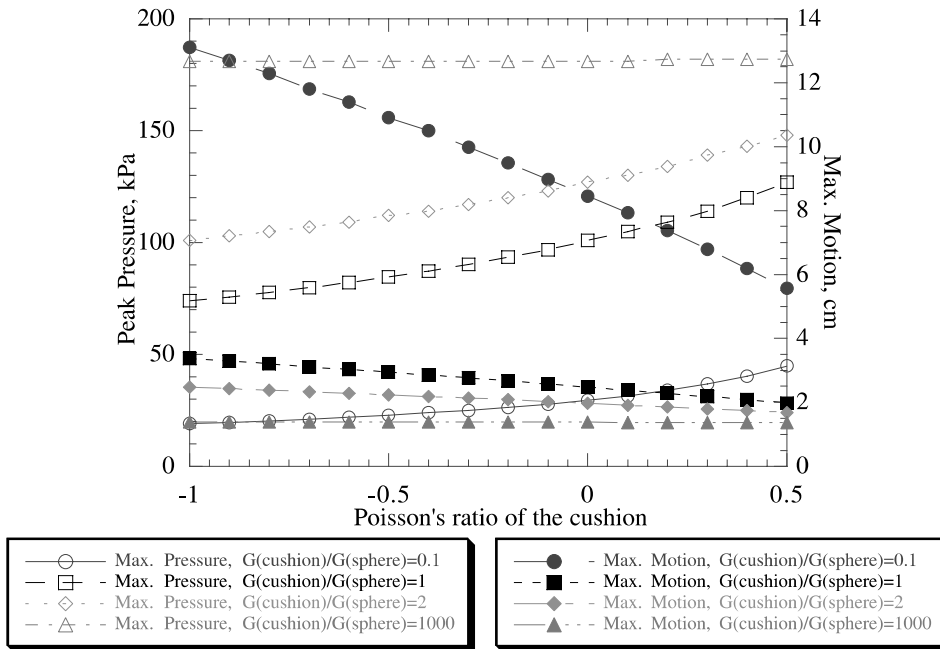 200
150
100
50
0
Peak Pressure, kPa
14
12
10
8
6
4
2
0
Max. Motion, cm
-1
-0.5
0
0.5
Poisson's ratio of the cushion
Max. Pressure, G(cushion)/G(sphere)=0.1
Max. Pressure, G(cushion)/G(sphere)=1
Max. Pressure, G(cushion)/G(sphere)=2
Max. Pressure, G(cushion)/G(sphere)=1000
Max. Motion, G(cushion)/G(sphere)=0.1
Max. Motion, G(cushion)/G(sphere)=1
Max. Motion, G(cushion)/G(sphere)=2
Max. Motion, G(cushion)/G(sphere)=1000